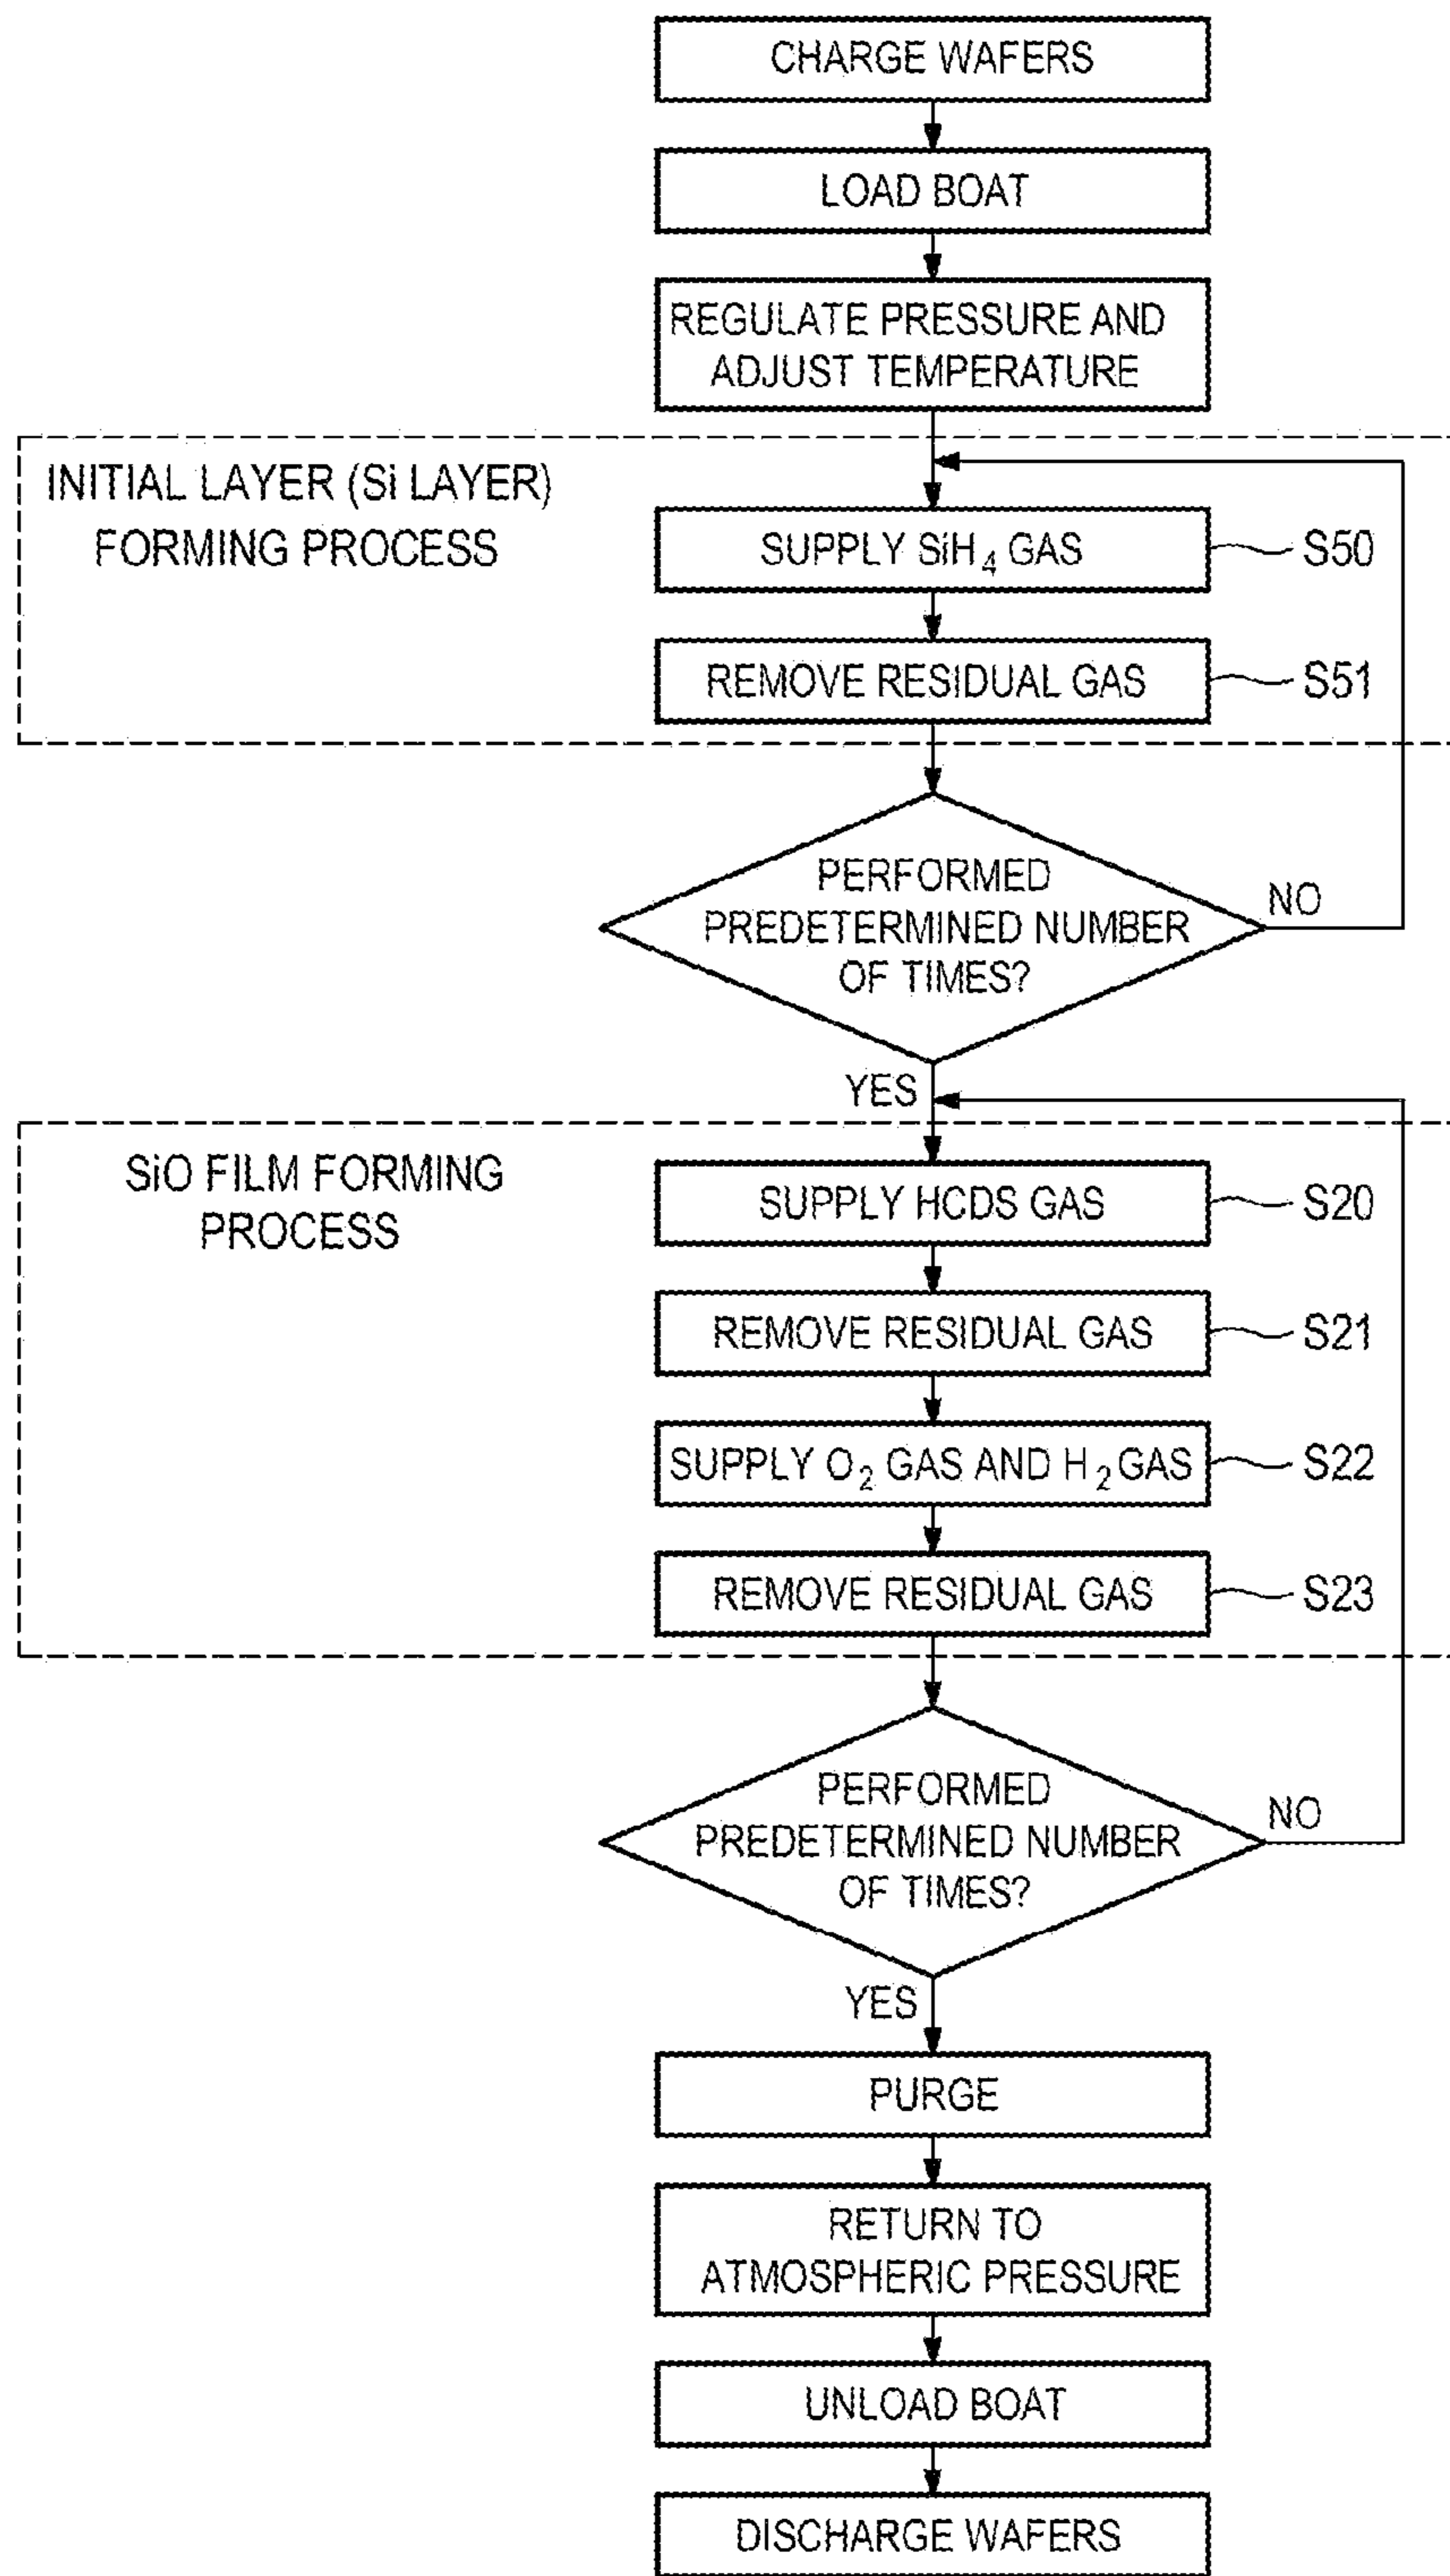 CHARGE WAFERS
LOAD BOAT
REGULATE PRESSURE AND
ADJUST TEMPERATURE
INITIAL LAYER (Si LAYER)
FORMING PROCESS
SUPPLY SiH₄ GAS
S50
REMOVE RESIDUAL GAS
S51
PERFORMED
PREDETERMINED NUMBER
OF TIMES?
NO
YES
SiO FILM FORMING
PROCESS
SUPPLY HCDS GAS
S20
REMOVE RESIDUAL GAS
S21
SUPPLY O₂ GAS AND H₂ GAS
S22
REMOVE RESIDUAL GAS
S23
PERFORMED
PREDETERMINED NUMBER
OF TIMES?
NO
YES
PURGE
RETURN TO
ATMOSPHERIC PRESSURE
UNLOAD BOAT
DISCHARGE WAFERS